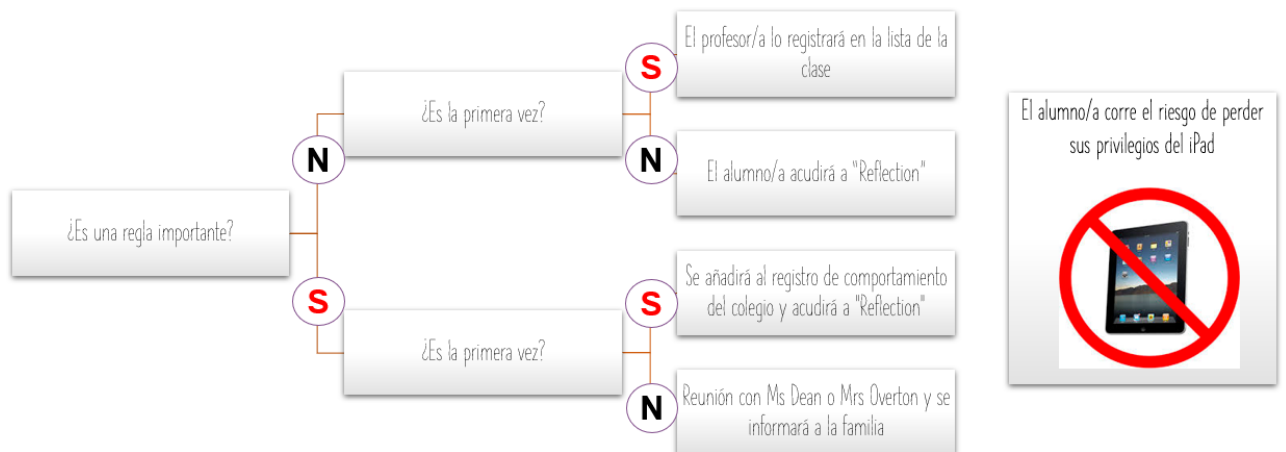 ¿Es una regla importante?
N
S
¿Es la primera vez?
S
N
El profesor/a lo registrará en la lista de la
clase
El alumno/a acudirá a "Reflection"
¿Es la primera vez?
S
N
Se añadirá al registro de comportamiento
del colegio y acudirá a "Reflection"
Reunión con Ms Dean o Mrs Overton y se
informará a la familia
El alumno/a corre el riesgo de perder
sus privilegios del iPad